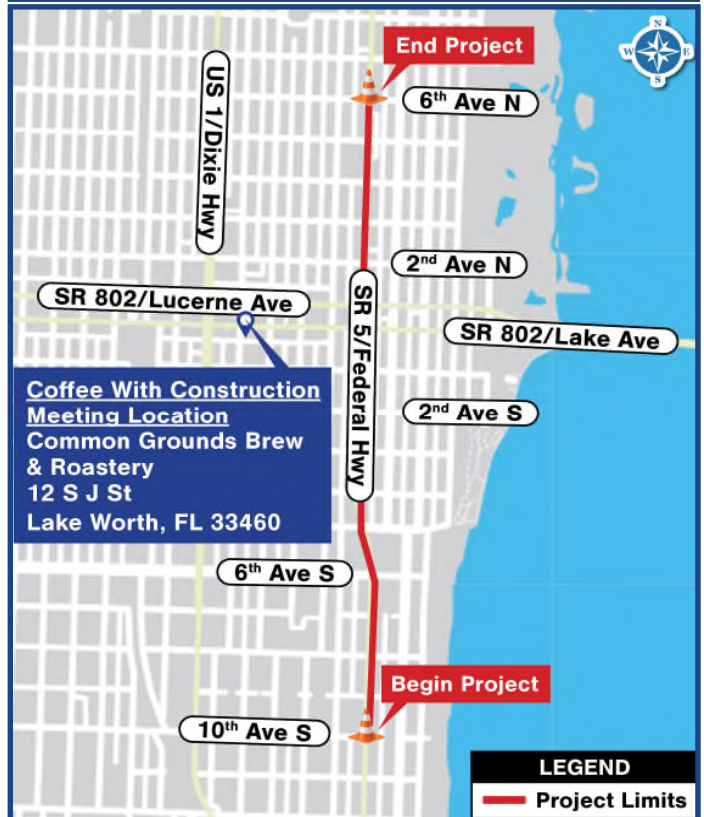 End Project
N
W E
S
6th Ave N
US 1/Dixie Hwy
2nd Ave N
SR 802/Lucerne Ave
SR 5/Federal Hwy
SR 802/Lake Ave
Coffee With Construction
Meeting Location
Common Grounds Brew
& Roastery
12 S J St
Lake Worth, FL 33460
2nd Ave S
6th Ave S
Begin Project
10th Ave S
LEGEND
Project Limits